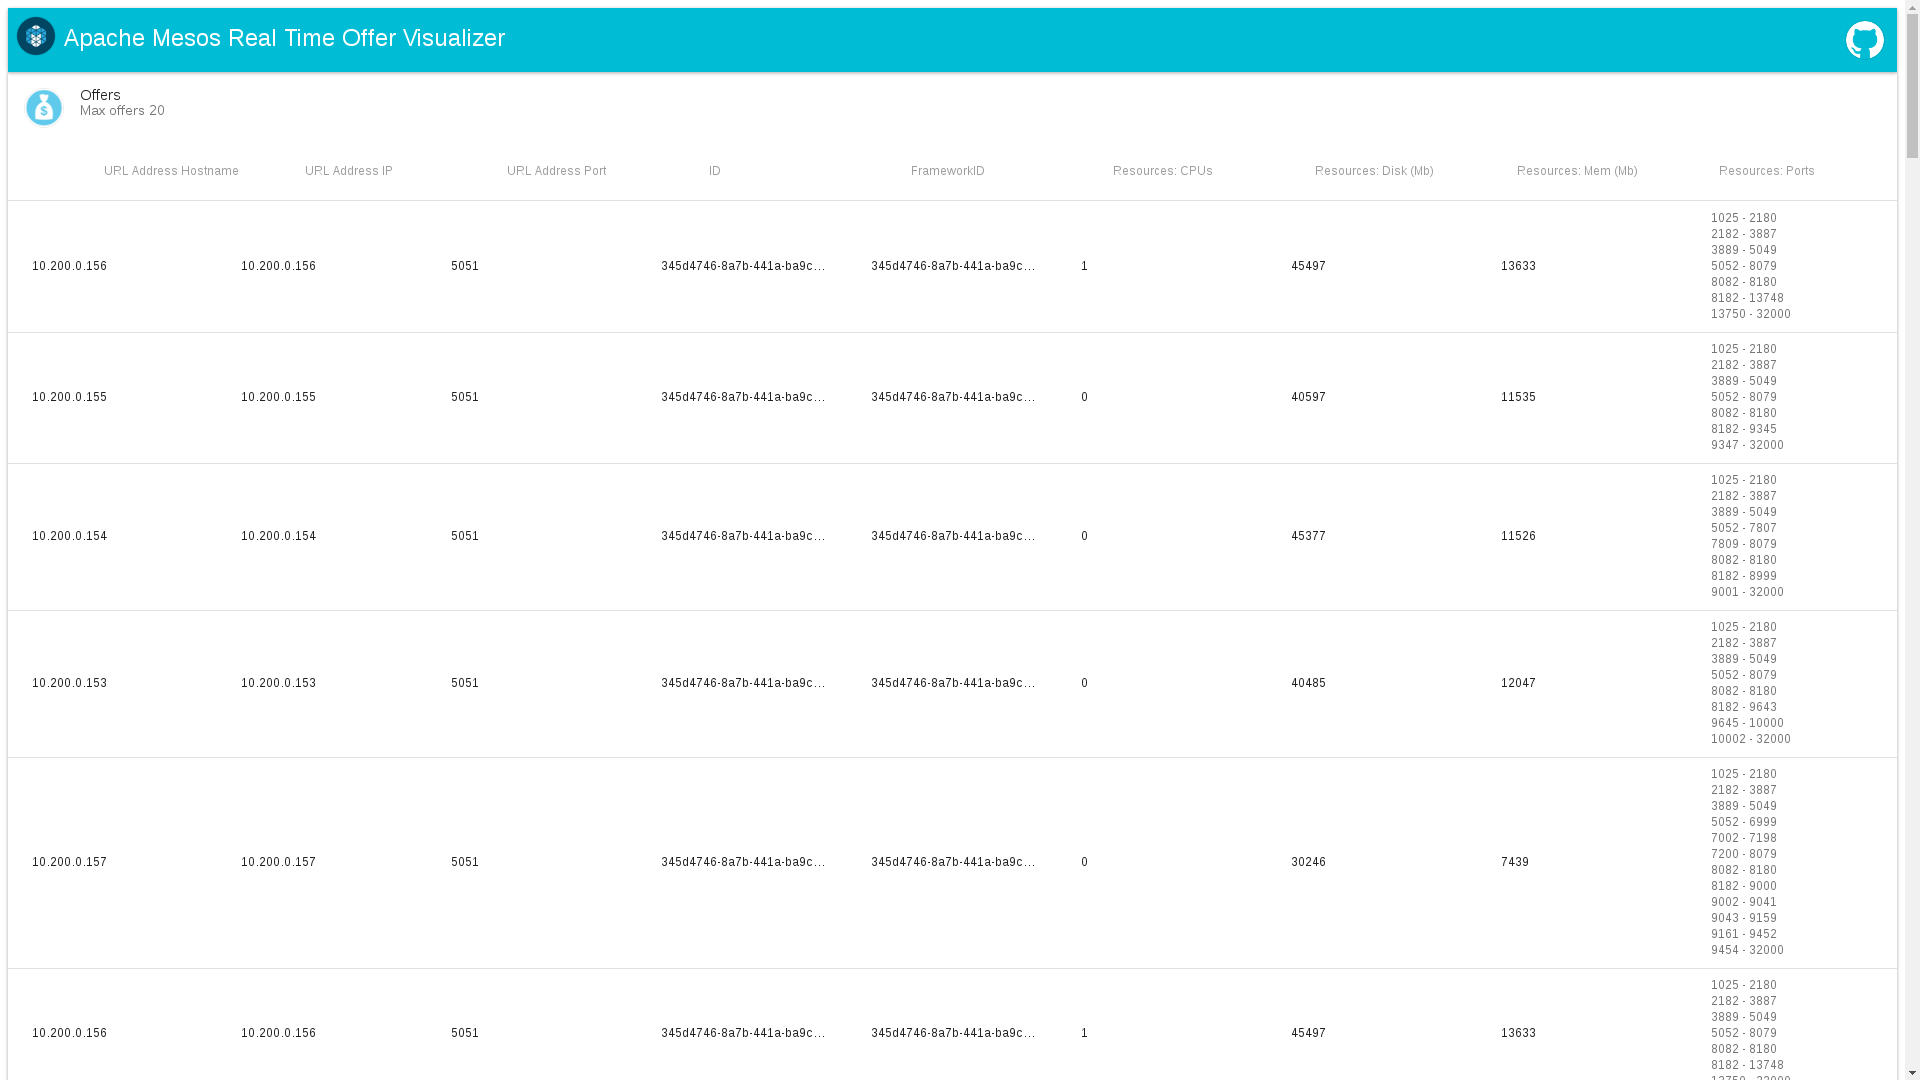 Apache Mesos Real Time Offer Visualizer
Offers
Max offers 20
URL Address Hostname URL Address IP URL Address Port ID FrameworkID Resources: CPUs Resources: Disk (Mb) Resources: Mem (Mb) Resources: Ports
10.200.0.156 10.200.0.156 5051 345d4746-8a7b-441a-ba9c... 345d4746-8a7b-441a-ba9c... 1 45497 13633
1025 - 2180
2182 - 3887
3889 - 5049
5052 - 8079
8082 - 8180
8182 - 13748
13750 - 32000
10.200.0.155 10.200.0.155 5051 345d4746-8a7b-441a-ba9c... 345d4746-8a7b-441a-ba9c... 0 40597 11535
1025 - 2180
2182 - 3887
3889 - 5049
5052 - 8079
8082 - 8180
8182 - 9345
9347 - 32000
10.200.0.154 10.200.0.154 5051 345d4746-8a7b-441a-ba9c... 345d4746-8a7b-441a-ba9c... 0 45377 11526
1025 - 2180
2182 - 3887
3889 - 5049
5052 - 7807
7809 - 8079
8082 - 8180
8182 - 8999
9001 - 32000
10.200.0.153 10.200.0.153 5051 345d4746-8a7b-441a-ba9c... 345d4746-8a7b-441a-ba9c... 0 40485 12047
1025 - 2180
2182 - 3887
3889 - 5049
5052 - 8079
8082 - 8180
8182 - 9643
9645 - 10000
10002 - 32000
10.200.0.157 10.200.0.157 5051 345d4746-8a7b-441a-ba9c... 345d4746-8a7b-441a-ba9c... 0 30246 7439
1025 - 2180
2182 - 3887
3889 - 5049
5052 - 6999
7002 - 7198
7200 - 8079
8082 - 8180
8182 - 9000
9002 - 9041
9043 - 9159
9161 - 9452
9454 - 32000
10.200.0.156 10.200.0.156 5051 345d4746-8a7b-441a-ba9c... 345d4746-8a7b-441a-ba9c... 1 45497 13633
1025 - 2180
2182 - 3887
3889 - 5049
5052 - 8079
8082 - 8180
8182 - 13748